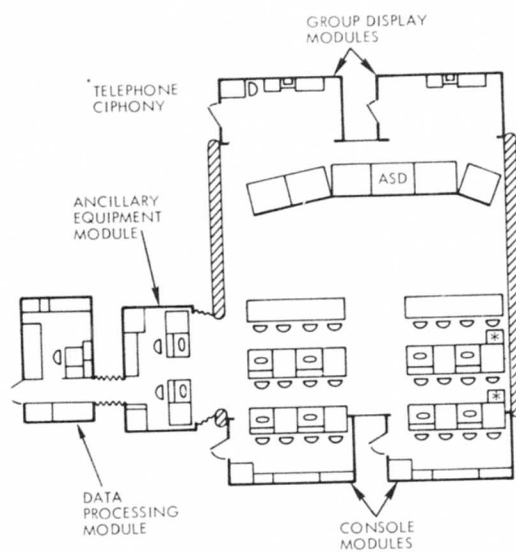 GROUP DISPLAY
MODULES
*TELEPHONE
CIPHONY
ASD
ANCILLARY
EQUIPMENT
MODULE
*
*
DATA
PROCESSING
MODULE
CONSOLE
MODULES